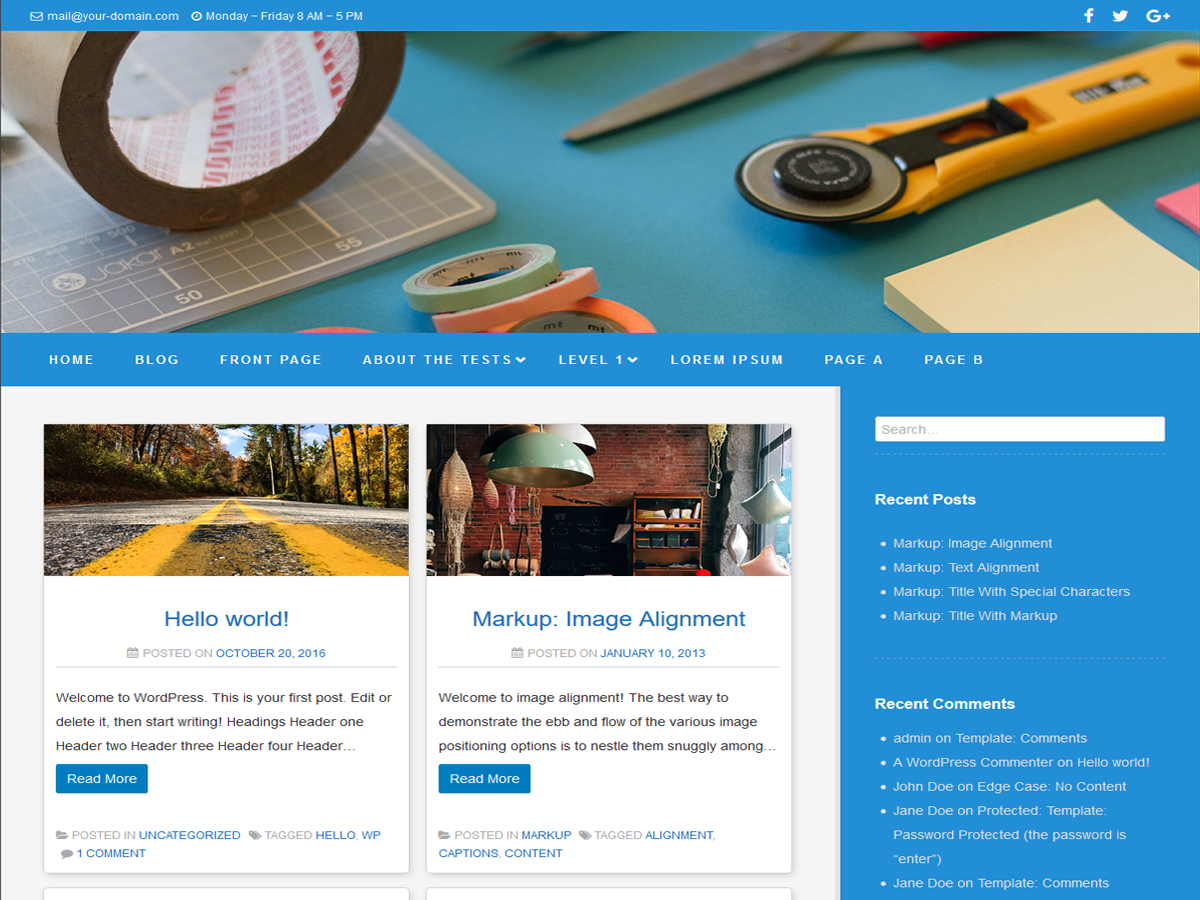 mail@your-domain.com Monday – Friday 8 AM – 5 PM
JAKAR A2
50
55
mt
mt mt
HOME BLOG FRONT PAGE ABOUT THE TESTS LEVEL 1 LOREM IPSUM PAGE A PAGE B
Hello world!
POSTED ON OCTOBER 20, 2016
Welcome to WordPress. This is your first post. Edit or
delete it, then start writing! Headings Header one
Header two Header three Header four Header…
Read More
POSTED IN UNCATEGORIZED TAGGED HELLO, WP
1 COMMENT
Markup: Image Alignment
POSTED ON JANUARY 10, 2013
Welcome to image alignment! The best way to
demonstrate the ebb and flow of the various image
positioning options is to nestle them snuggly among…
Read More
POSTED IN MARKUP TAGGED ALIGNMENT,
CAPTIONS, CONTENT
Search…
Recent Posts
Markup: Image Alignment
Markup: Text Alignment
Markup: Title With Special Characters
Markup: Title With Markup
Recent Comments
admin on Template: Comments
A WordPress Commenter on Hello world!
John Doe on Edge Case: No Content
Jane Doe on Protected: Template:
Password Protected (the password is
“enter”)
Jane Doe on Template: Comments